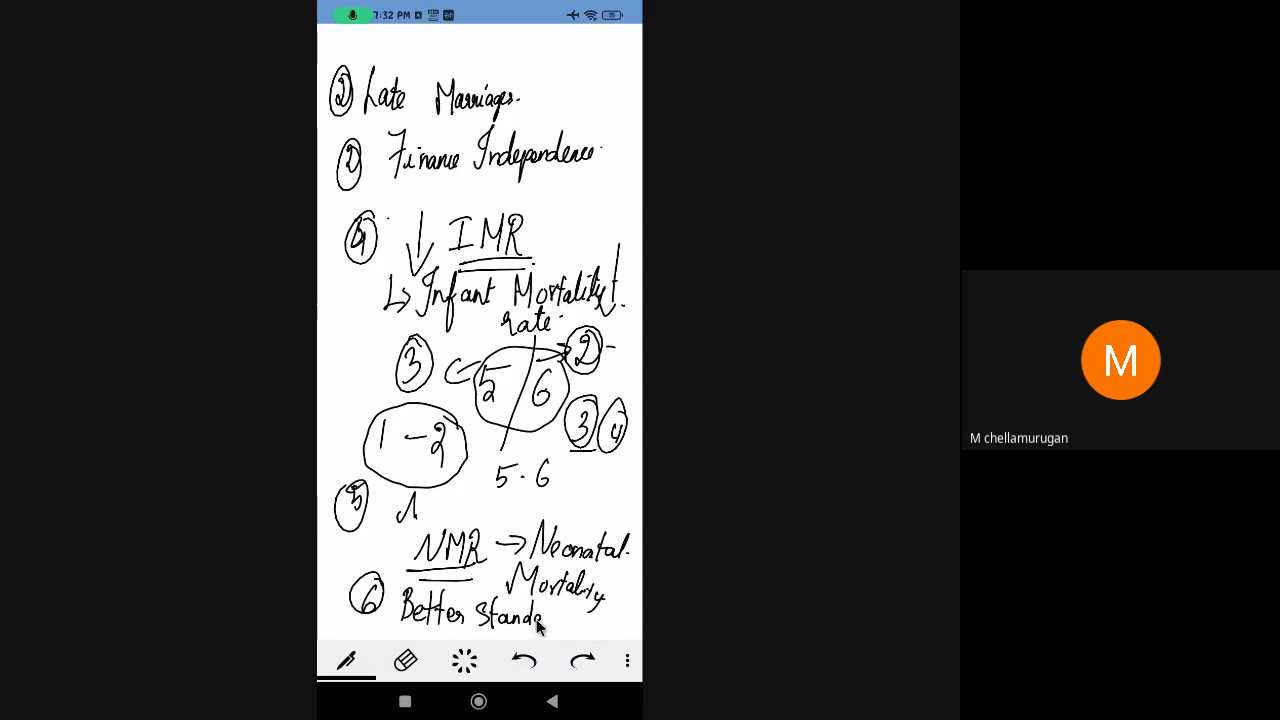 7:32 PM
② Late Marriages.
② Finance Independence
④ ↓ IMR
↳ Infant Mortality ↓
rate
③ 5/6 ②
③ ④
1 - 2
5 . 6
⑤
NMR → Neonatal
Mortality
⑥ Better Standa
M
M chellamurugan